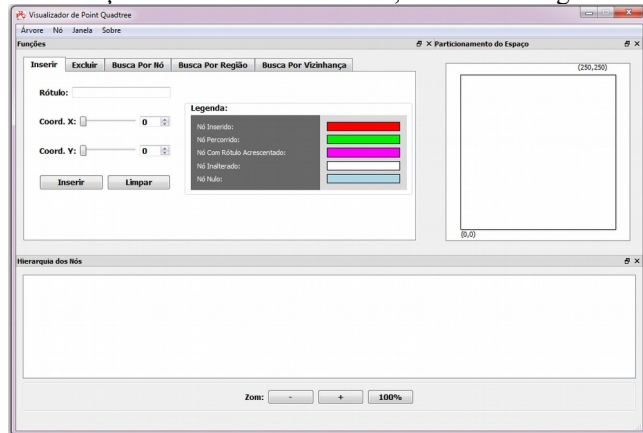 Visualizador de Point Quadtree
Árvore Nó Janela Sobre
Funções
Particionamento do Espaço
Inserir Excluir Busca Por Nó Busca Por Região Busca Por Vizinhança
Rótulo:
Coord. X: 0
Coord. Y: 0
Inserir Limpar
Legenda:
Nó Inserido:
Nó Percorrido:
Nó Com Rótulo Acrescentado:
Nó Inalterado:
Nó Nulo:
(250,250)
(0,0)
Hierarquia dos Nós
Zom: - + 100%